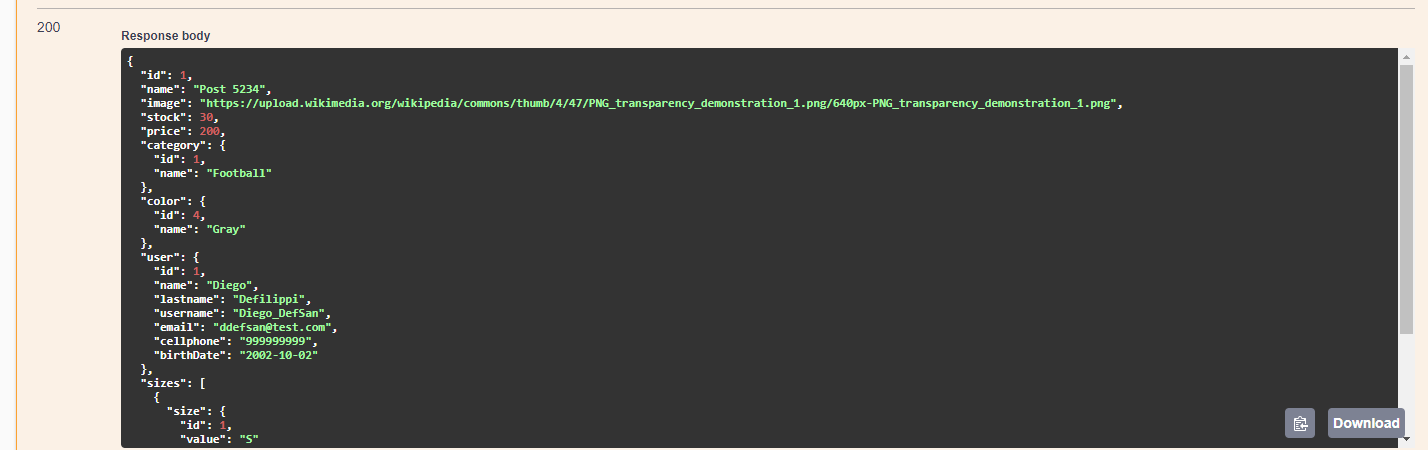 200
Response body
{
  "id": 1,
  "name": "Post 5234",
  "image": "https://upload.wikimedia.org/wikipedia/commons/thumb/4/47/PNG_transparency_demonstration_1.png/640px-PNG_transparency_demonstration_1.png",
  "stock": 30,
  "price": 200,
  "category": {
    "id": 1,
    "name": "Football"
  },
  "color": {
    "id": 4,
    "name": "Gray"
  },
  "user": {
    "id": 1,
    "name": "Diego",
    "lastname": "Defilippi",
    "username": "Diego_DefSan",
    "email": "ddefsan@test.com",
    "cellphone": "999999999",
    "birthDate": "2002-10-02"
  },
  "sizes": [
    {
      "size": {
        "id": 1,
        "value": "S"
Download